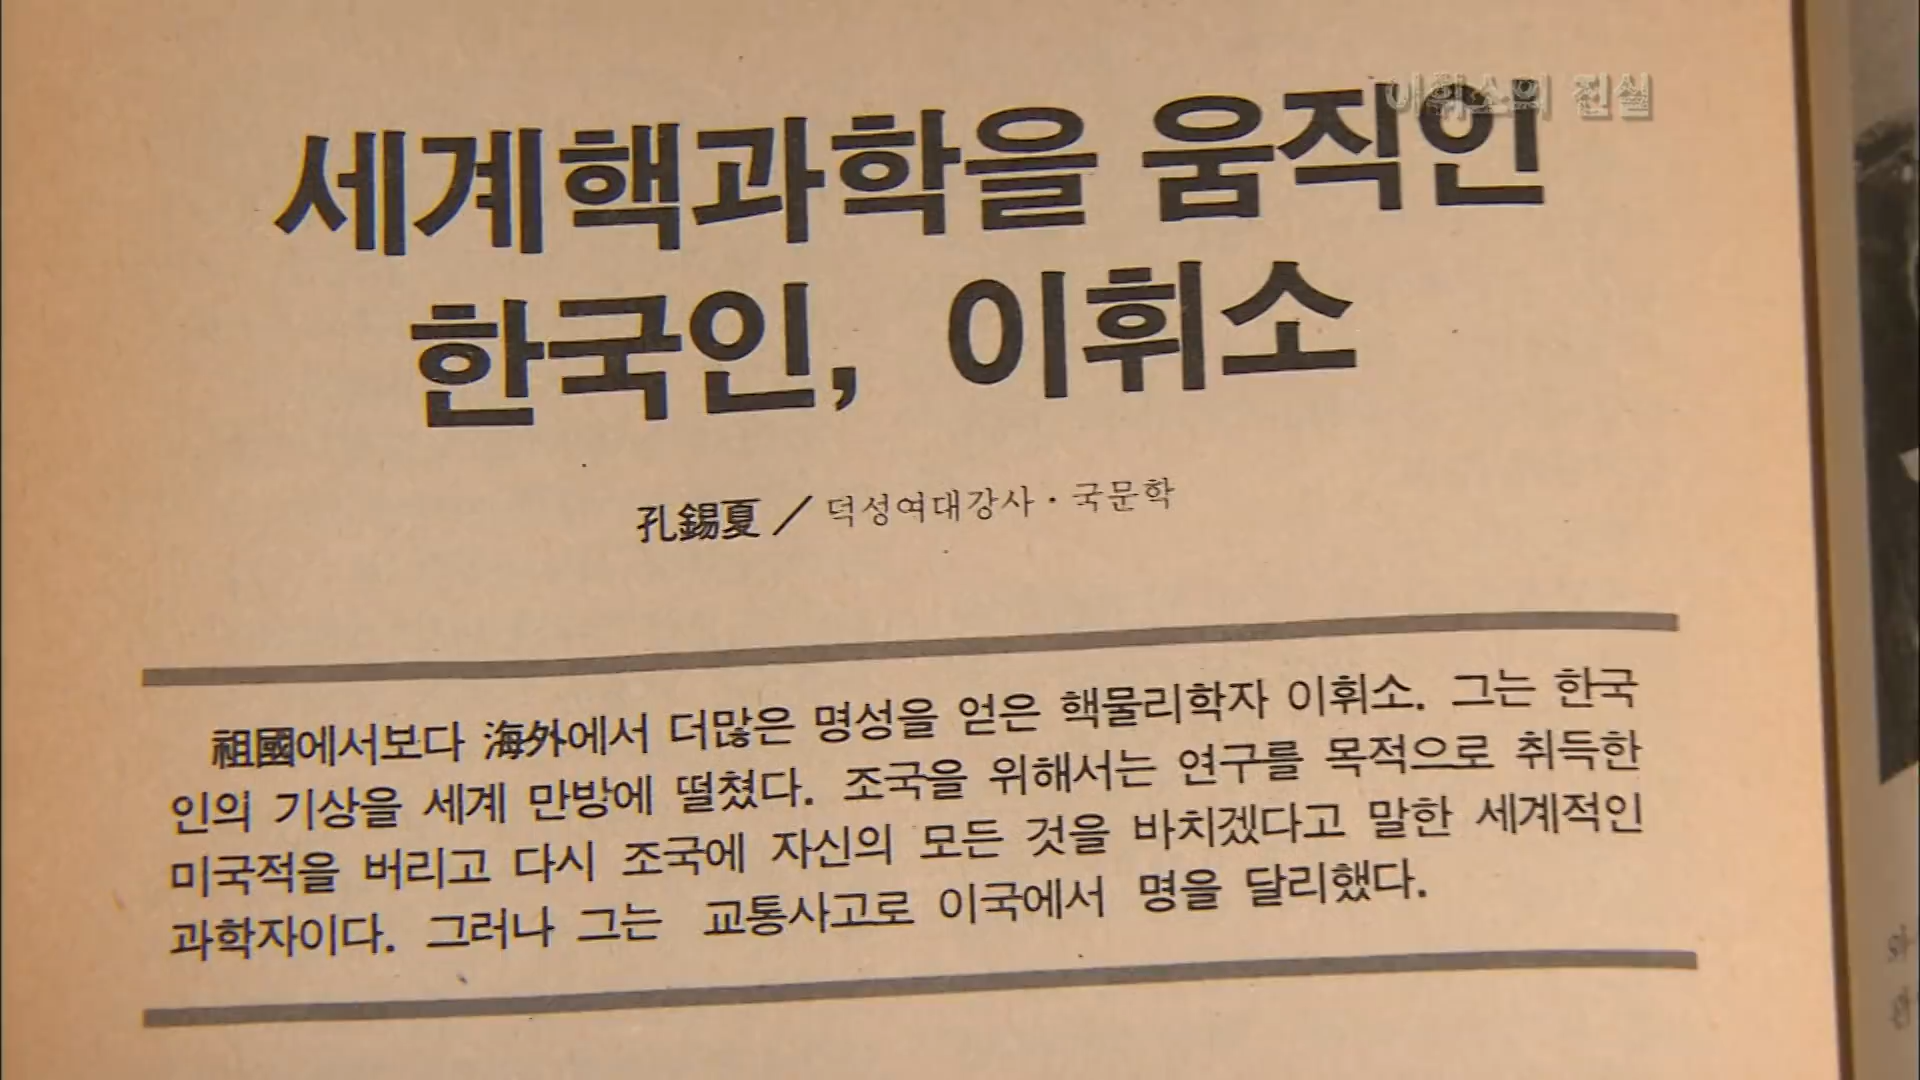 이휘소의 진실
세계핵과학을 움직인
한국인, 이휘소
孔錫夏 / 덕성여대강사·국문학
祖國에서보다 海外에서 더많은 명성을 얻은 핵물리학자 이휘소. 그는 한국
인의 기상을 세계 만방에 떨쳤다. 조국을 위해서는 연구를 목적으로 취득한
미국적을 버리고 다시 조국에 자신의 모든 것을 바치겠다고 말한 세계적인
과학자이다. 그러나 그는 교통사고로 이국에서 명을 달리했다.